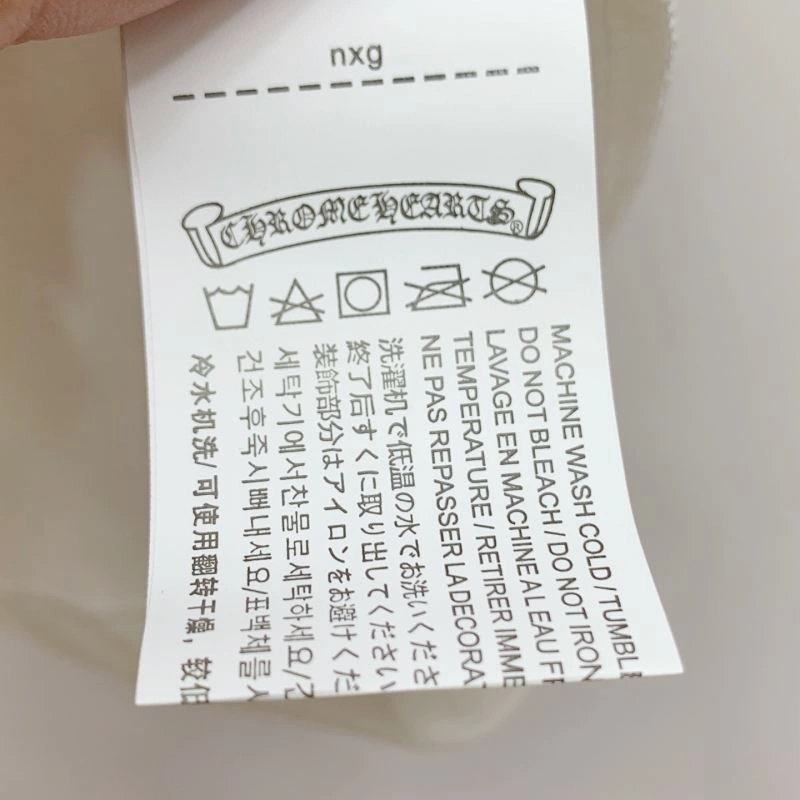 nxg
CHROME HEARTS®
MACHINE WASH COLD / TUMBLE
DO NOT BLEACH / DO NOT IRON
LAVAGE EN MACHINE A L EAU F
TEMPERATURE / RETIRER IMME
NE PAS REPASSER LA DECORA
洗濯机で低温の水でお洗いくださ
終了后すくに取り出してください
装飾部分はアイロンをお避けくだ
세탁기에서찬물로세탁하세요/
건조후즉시빼내세요/표백제를
冷水机洗/可使用翻转干燥，较低